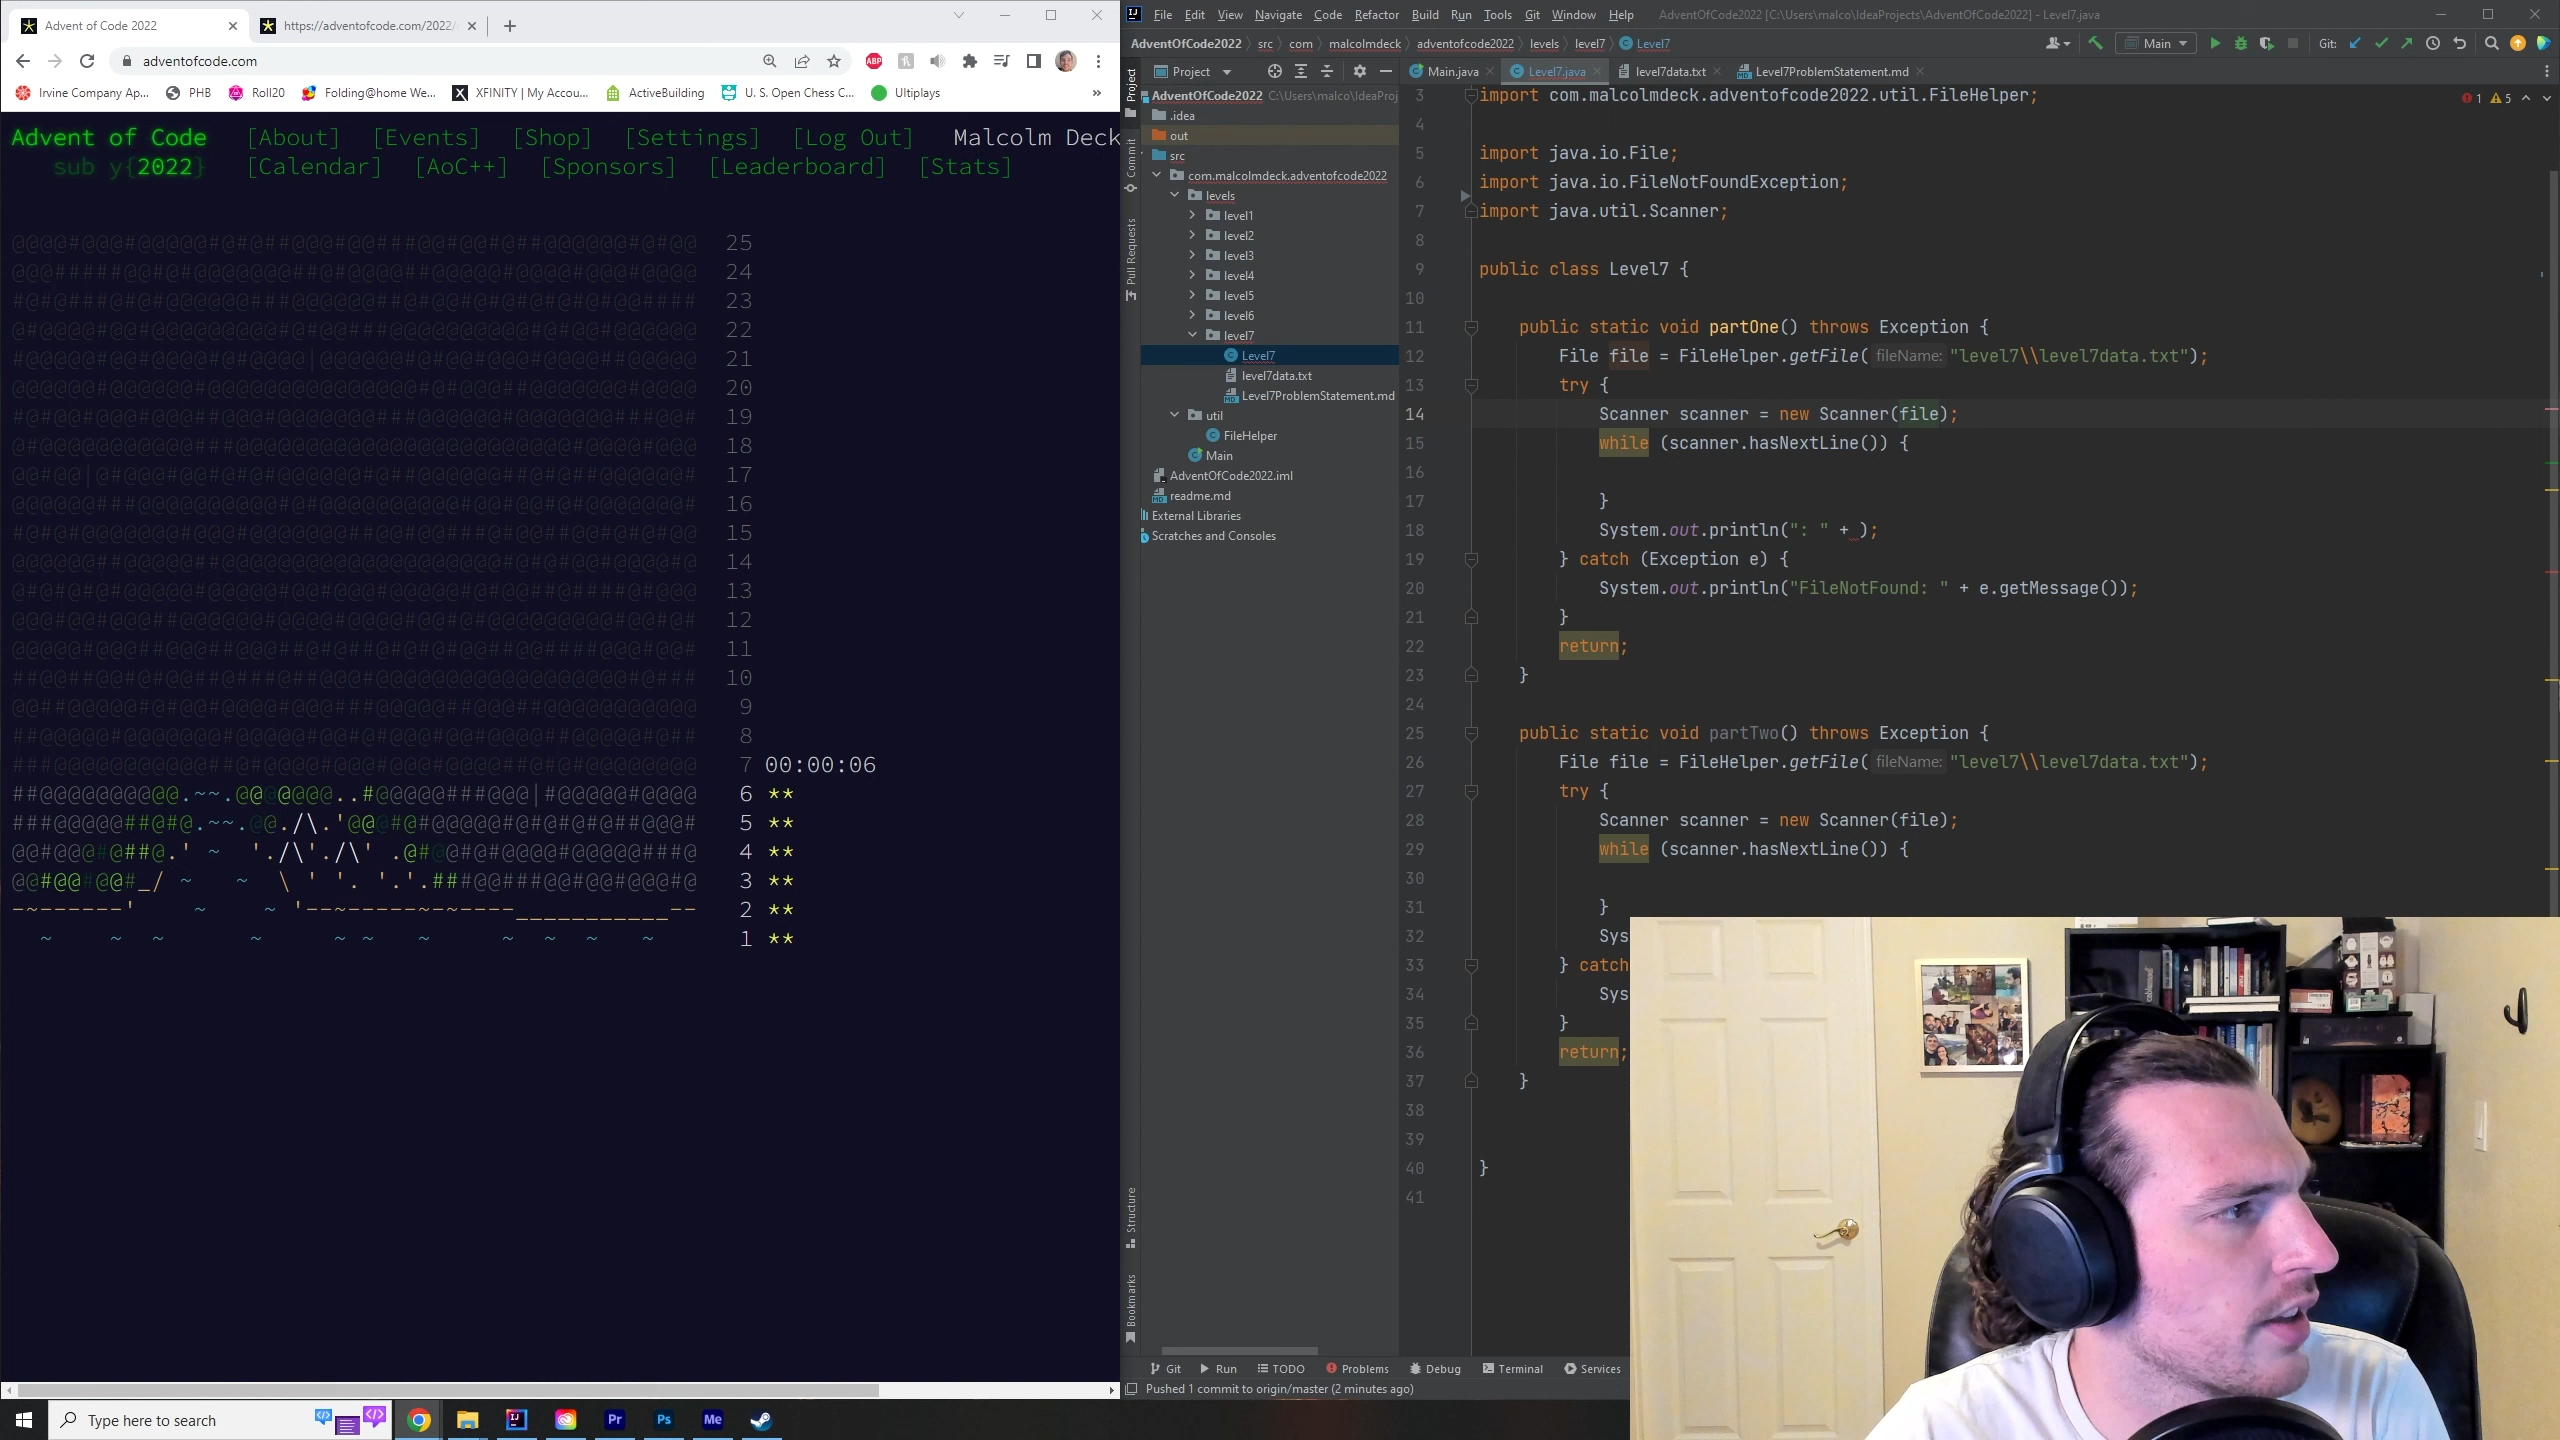 Advent of Code 2022
https://adventofcode.com/2022/
adventofcode.com
Irvine Company Ap...
PHB
Roll20
Folding@home We...
XFINITY | My Accou...
ActiveBuilding
U. S. Open Chess C...
Ultiplays
Advent of Code [About] [Events] [Shop] [Settings] [Log Out] Malcolm Deck
sub y{2022} [Calendar] [AoC++] [Sponsors] [Leaderboard] [Stats]
25
24
23
22
21
20
19
18
17
16
15
14
13
12
11
10
9
8
7 00:00:06
6 **
5 **
4 **
3 **
2 **
1 **
Type here to search
File Edit View Navigate Code Refactor Build Run Tools Git Window Help AdventOfCode2022 [C:\Users\malco\IdeaProjects\AdventOfCode2022] - Level7.java
AdventOfCode2022 src com malcolmdeck adventofcode2022 levels level7 Level7
Main
Git:
Project
Main.java
Level7.java
level7data.txt
Level7ProblemStatement.md
Project
Commit
Pull Requests
Structure
Bookmarks
AdventOfCode2022 C:\Users\malco\IdeaProj
.idea
out
src
com.malcolmdeck.adventofcode2022
levels
level1
level2
level3
level4
level5
level6
level7
Level7
level7data.txt
Level7ProblemStatement.md
util
FileHelper
Main
AdventOfCode2022.iml
readme.md
External Libraries
Scratches and Consoles
1 5
3 import com.malcolmdeck.adventofcode2022.util.FileHelper;
4
5 import java.io.File;
6 import java.io.FileNotFoundException;
7 import java.util.Scanner;
8
9 public class Level7 {
10
11 public static void partOne() throws Exception {
12 File file = FileHelper.getFile( fileName: "level7\\level7data.txt");
13 try {
14 Scanner scanner = new Scanner(file);
15 while (scanner.hasNextLine()) {
16
17 }
18 System.out.println(": " + );
19 } catch (Exception e) {
20 System.out.println("FileNotFound: " + e.getMessage());
21 }
22 return;
23 }
24
25 public static void partTwo() throws Exception {
26 File file = FileHelper.getFile( fileName: "level7\\level7data.txt");
27 try {
28 Scanner scanner = new Scanner(file);
29 while (scanner.hasNextLine()) {
30
31 }
32 Sys
33 } catch
34 Sys
35 }
36 return;
37 }
38
39
40 }
41
Git Run TODO Problems Debug Terminal Services
Pushed 1 commit to origin/master (2 minutes ago)